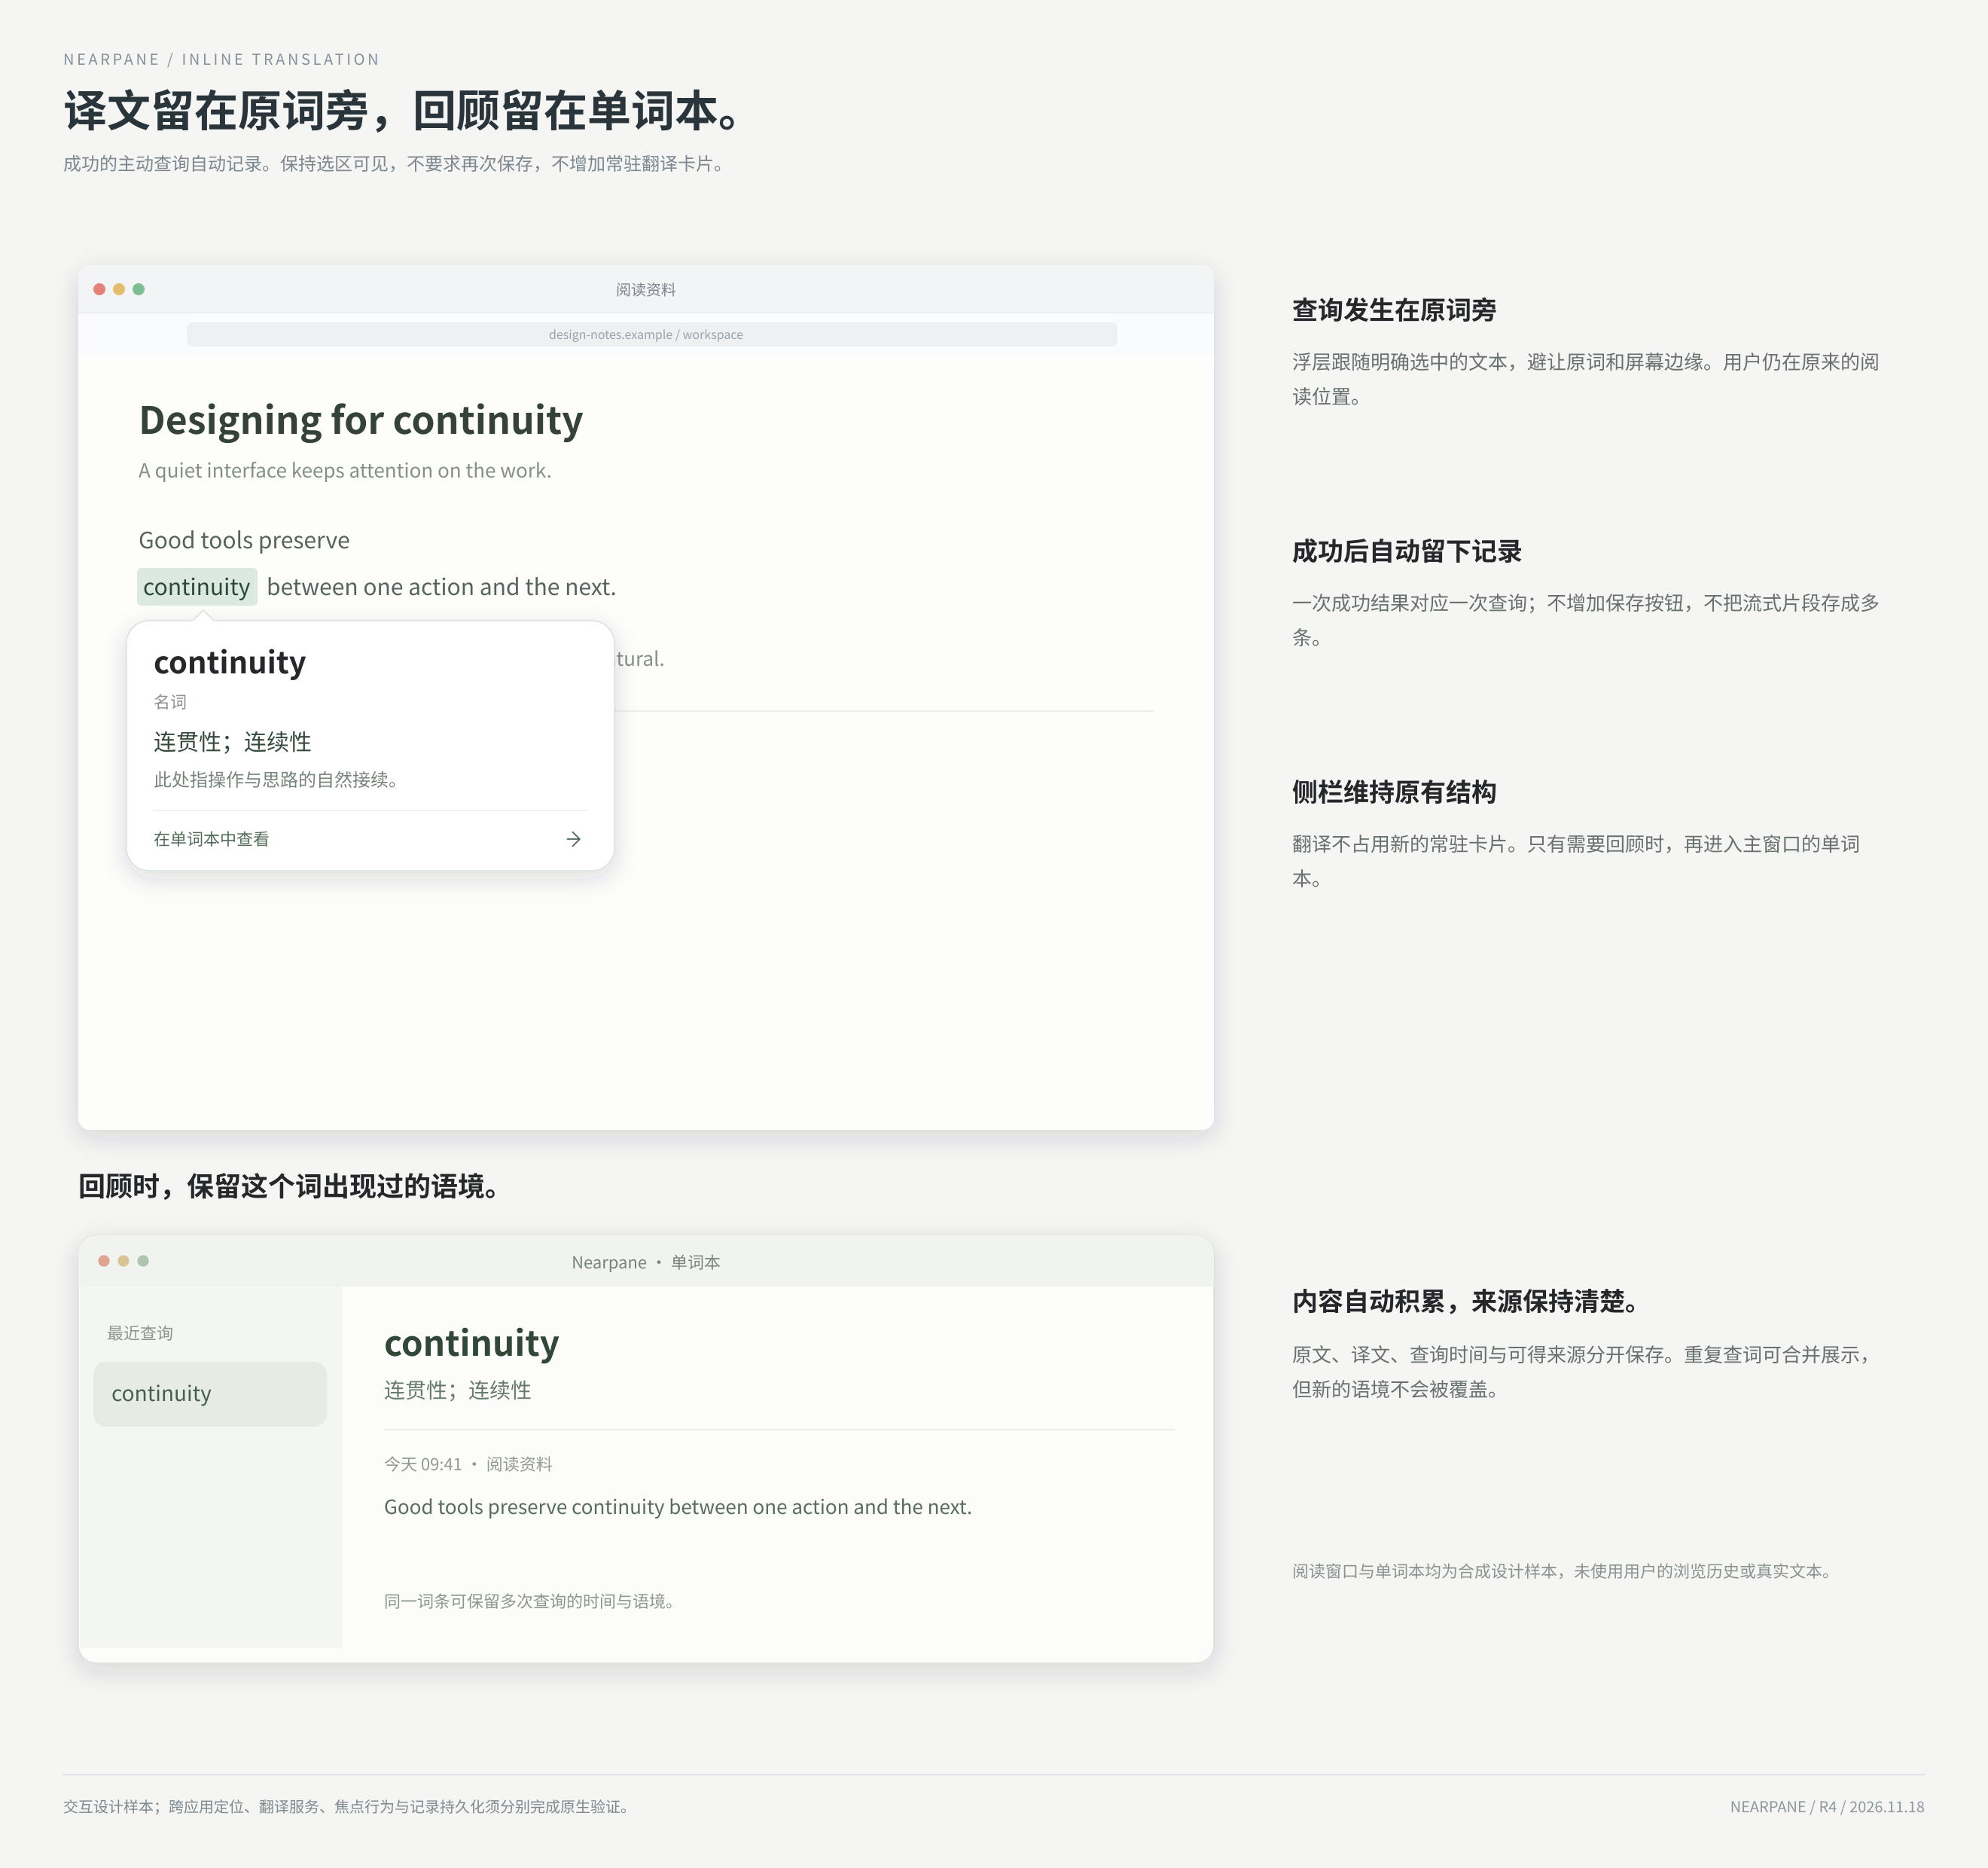 NEARPANE / INLINE TRANSLATION
译文留在原词旁，回顾留在单词本。
成功的主动查询自动记录。保持选区可见，不要求再次保存，不增加常驻翻译卡片。
阅读资料
design-notes.example / workspace
Designing for continuity
A quiet interface keeps attention on the work.
Good tools preserve
continuity between one action and the next.
tural.
continuity
名词
连贯性；连续性
此处指操作与思路的自然接续。
在单词本中查看
查询发生在原词旁
浮层跟随明确选中的文本，避让原词和屏幕边缘。用户仍在原来的阅
读位置。
成功后自动留下记录
一次成功结果对应一次查询；不增加保存按钮，不把流式片段存成多
条。
侧栏维持原有结构
翻译不占用新的常驻卡片。只有需要回顾时，再进入主窗口的单词
本。
回顾时，保留这个词出现过的语境。
Nearpane · 单词本
最近查询
continuity
continuity
连贯性；连续性
今天 09:41 · 阅读资料
Good tools preserve continuity between one action and the next.
同一词条可保留多次查询的时间与语境。
内容自动积累，来源保持清楚。
原文、译文、查询时间与可得来源分开保存。重复查词可合并展示，
但新的语境不会被覆盖。
阅读窗口与单词本均为合成设计样本，未使用用户的浏览历史或真实文本。
交互设计样本；跨应用定位、翻译服务、焦点行为与记录持久化须分别完成原生验证。
NEARPANE / R4 / 2026.11.18